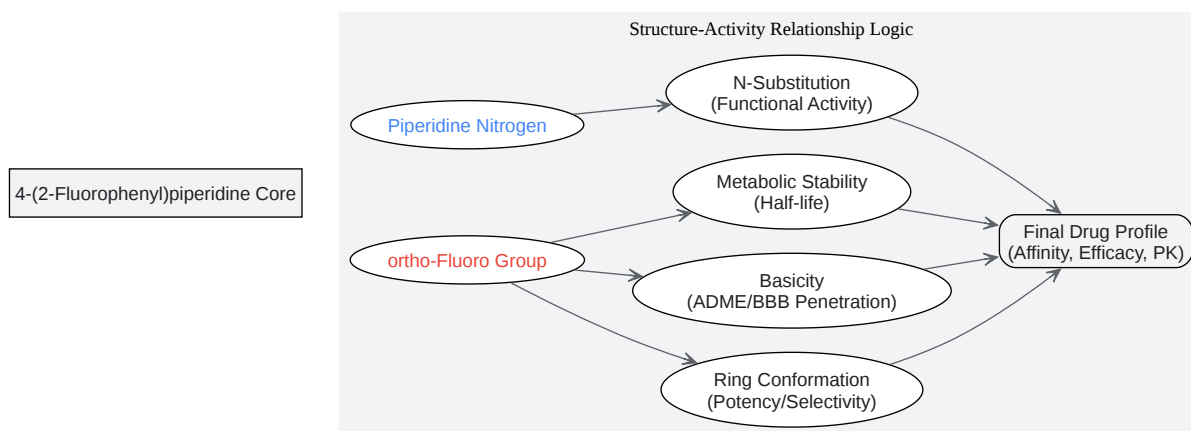 Structure-Activity Relationship Logic
N-Substitution
(Functional Activity)
Piperidine Nitrogen
4-(2-Fluorophenyl)piperidine Core
Metabolic Stability
(Half-life)
Final Drug Profile
(Affinity, Efficacy, PK)
ortho-Fluoro Group
Basicity
(ADME/BBB Penetration)
Ring Conformation
(Potency/Selectivity)